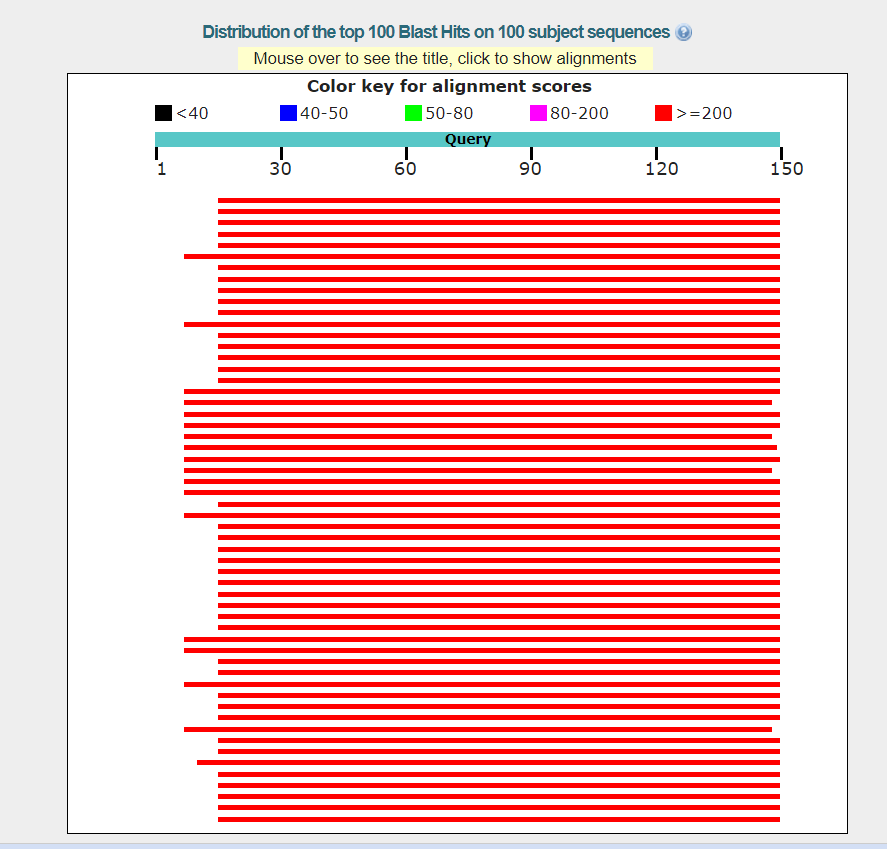 Distribution of the top 100 Blast Hits on 100 subject sequences ?
Mouse over to see the title, click to show alignments
Color key for alignment scores
<40 40-50 50-80 80-200 >=200
Query
1 30 60 90 120 150